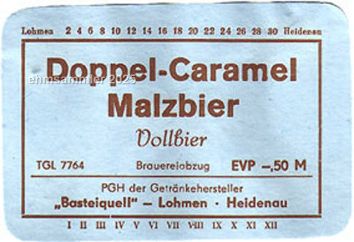 Lohmen 2 4 6 8 10 12 14 16 18 20 22 24 26 28 30 Heidenau
Doppel-Caramel
ehmsammler 2025
Malzbier
Vollbier
TGL 7764 Brauereiabzug EVP –,50 M
PGH der Getränkehersteller
„Basteiquell" – Lohmen · Heidenau
I II III IV V VI VII VIII IX X XI XII